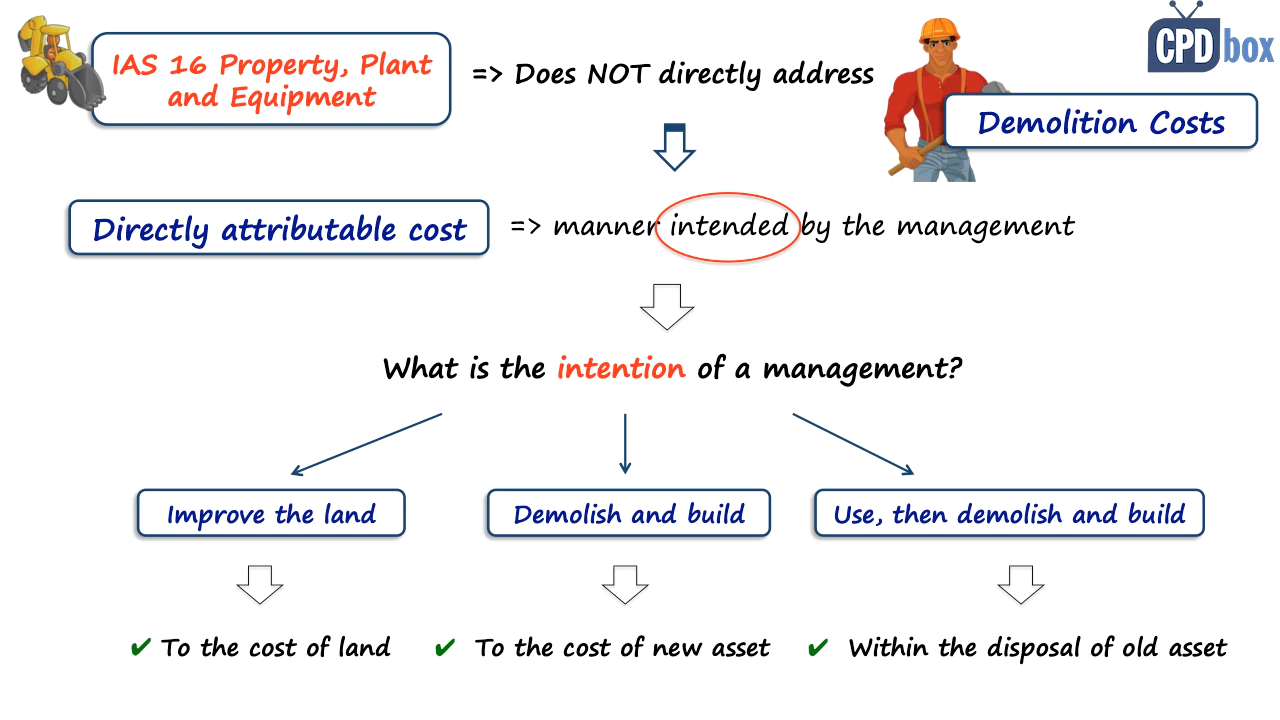 CPD box
IAS 16 Property, Plant
and Equipment
=> Does NOT directly address
Demolition Costs
Directly attributable cost
=> manner intended by the management
What is the intention of a management?
Improve the land
Demolish and build
Use, then demolish and build
✔ To the cost of land
✔ To the cost of new asset
✔ Within the disposal of old asset